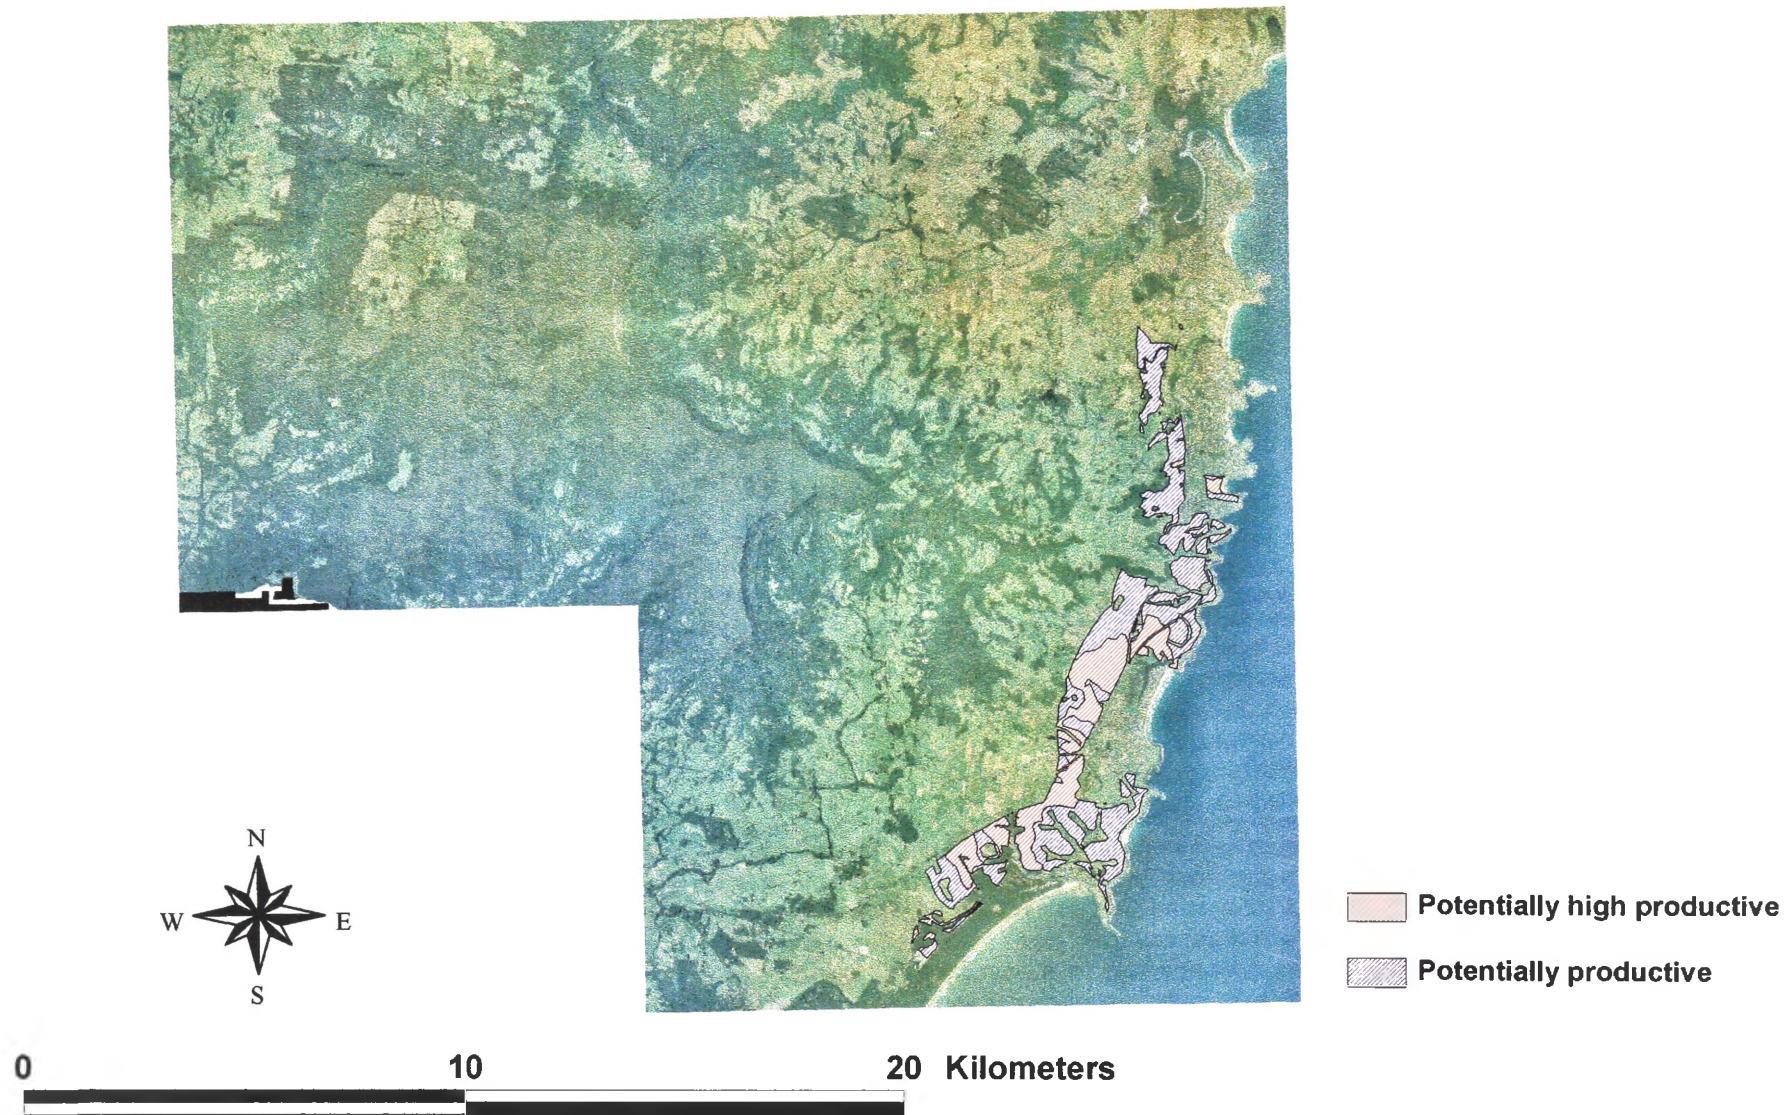 N
W E
S
Potentially high productive
Potentially productive
0 10 20 Kilometers